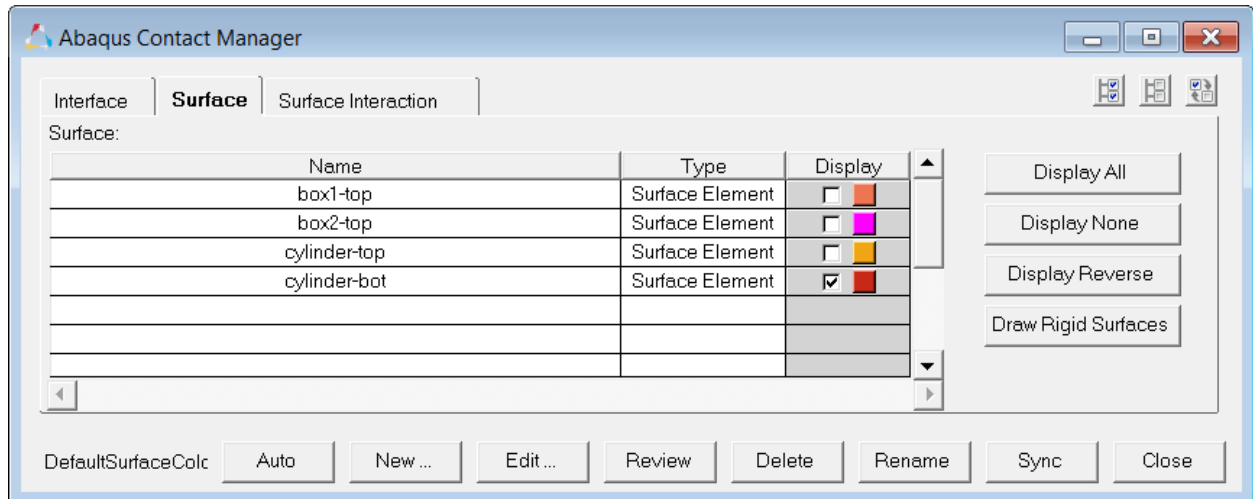 Abaqus Contact Manager
Interface Surface Surface Interaction
Surface:
Name Type Display
box1-top Surface Element
box2-top Surface Element
cylinder-top Surface Element
cylinder-bot Surface Element
Display All
Display None
Display Reverse
Draw Rigid Surfaces
DefaultSurfaceColc Auto New ... Edit ... Review Delete Rename Sync Close